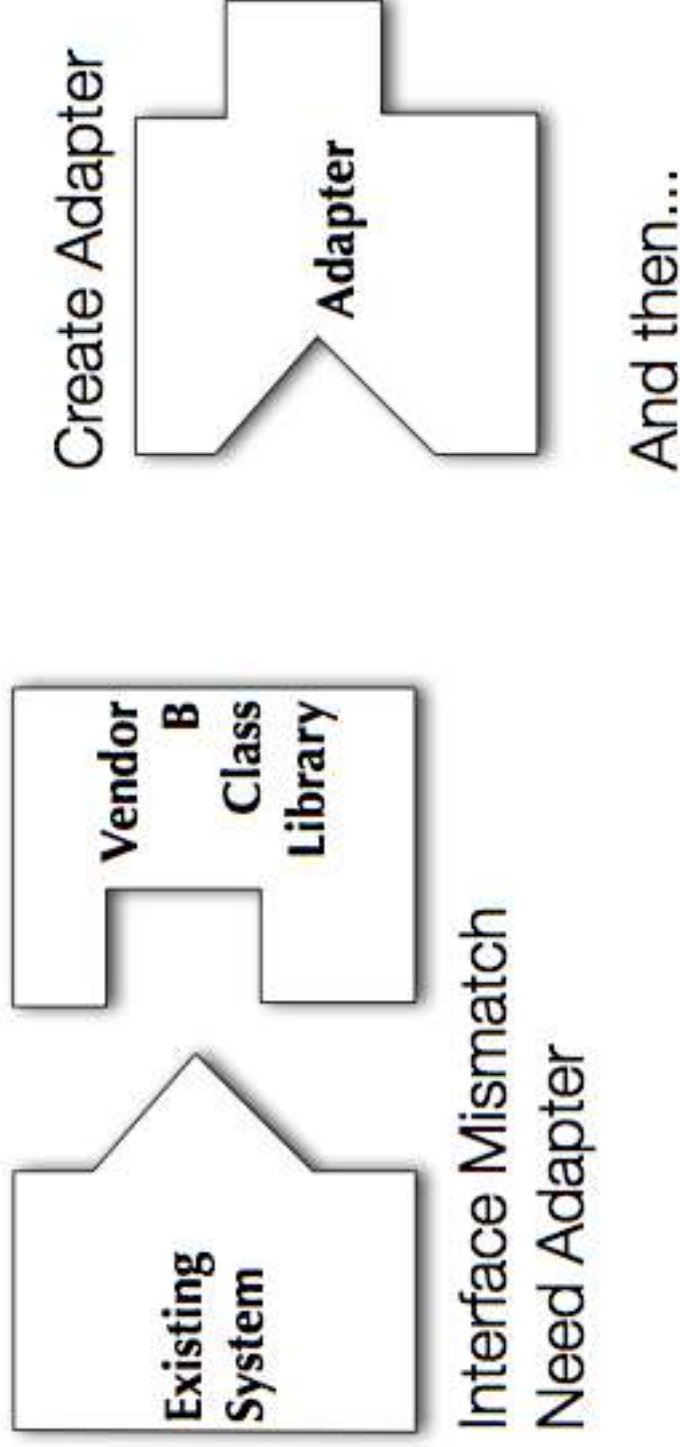 Existing
System
Vendor
B
Class
Library
Interface Mismatch
Need Adapter
Create Adapter
Adapter
And then...